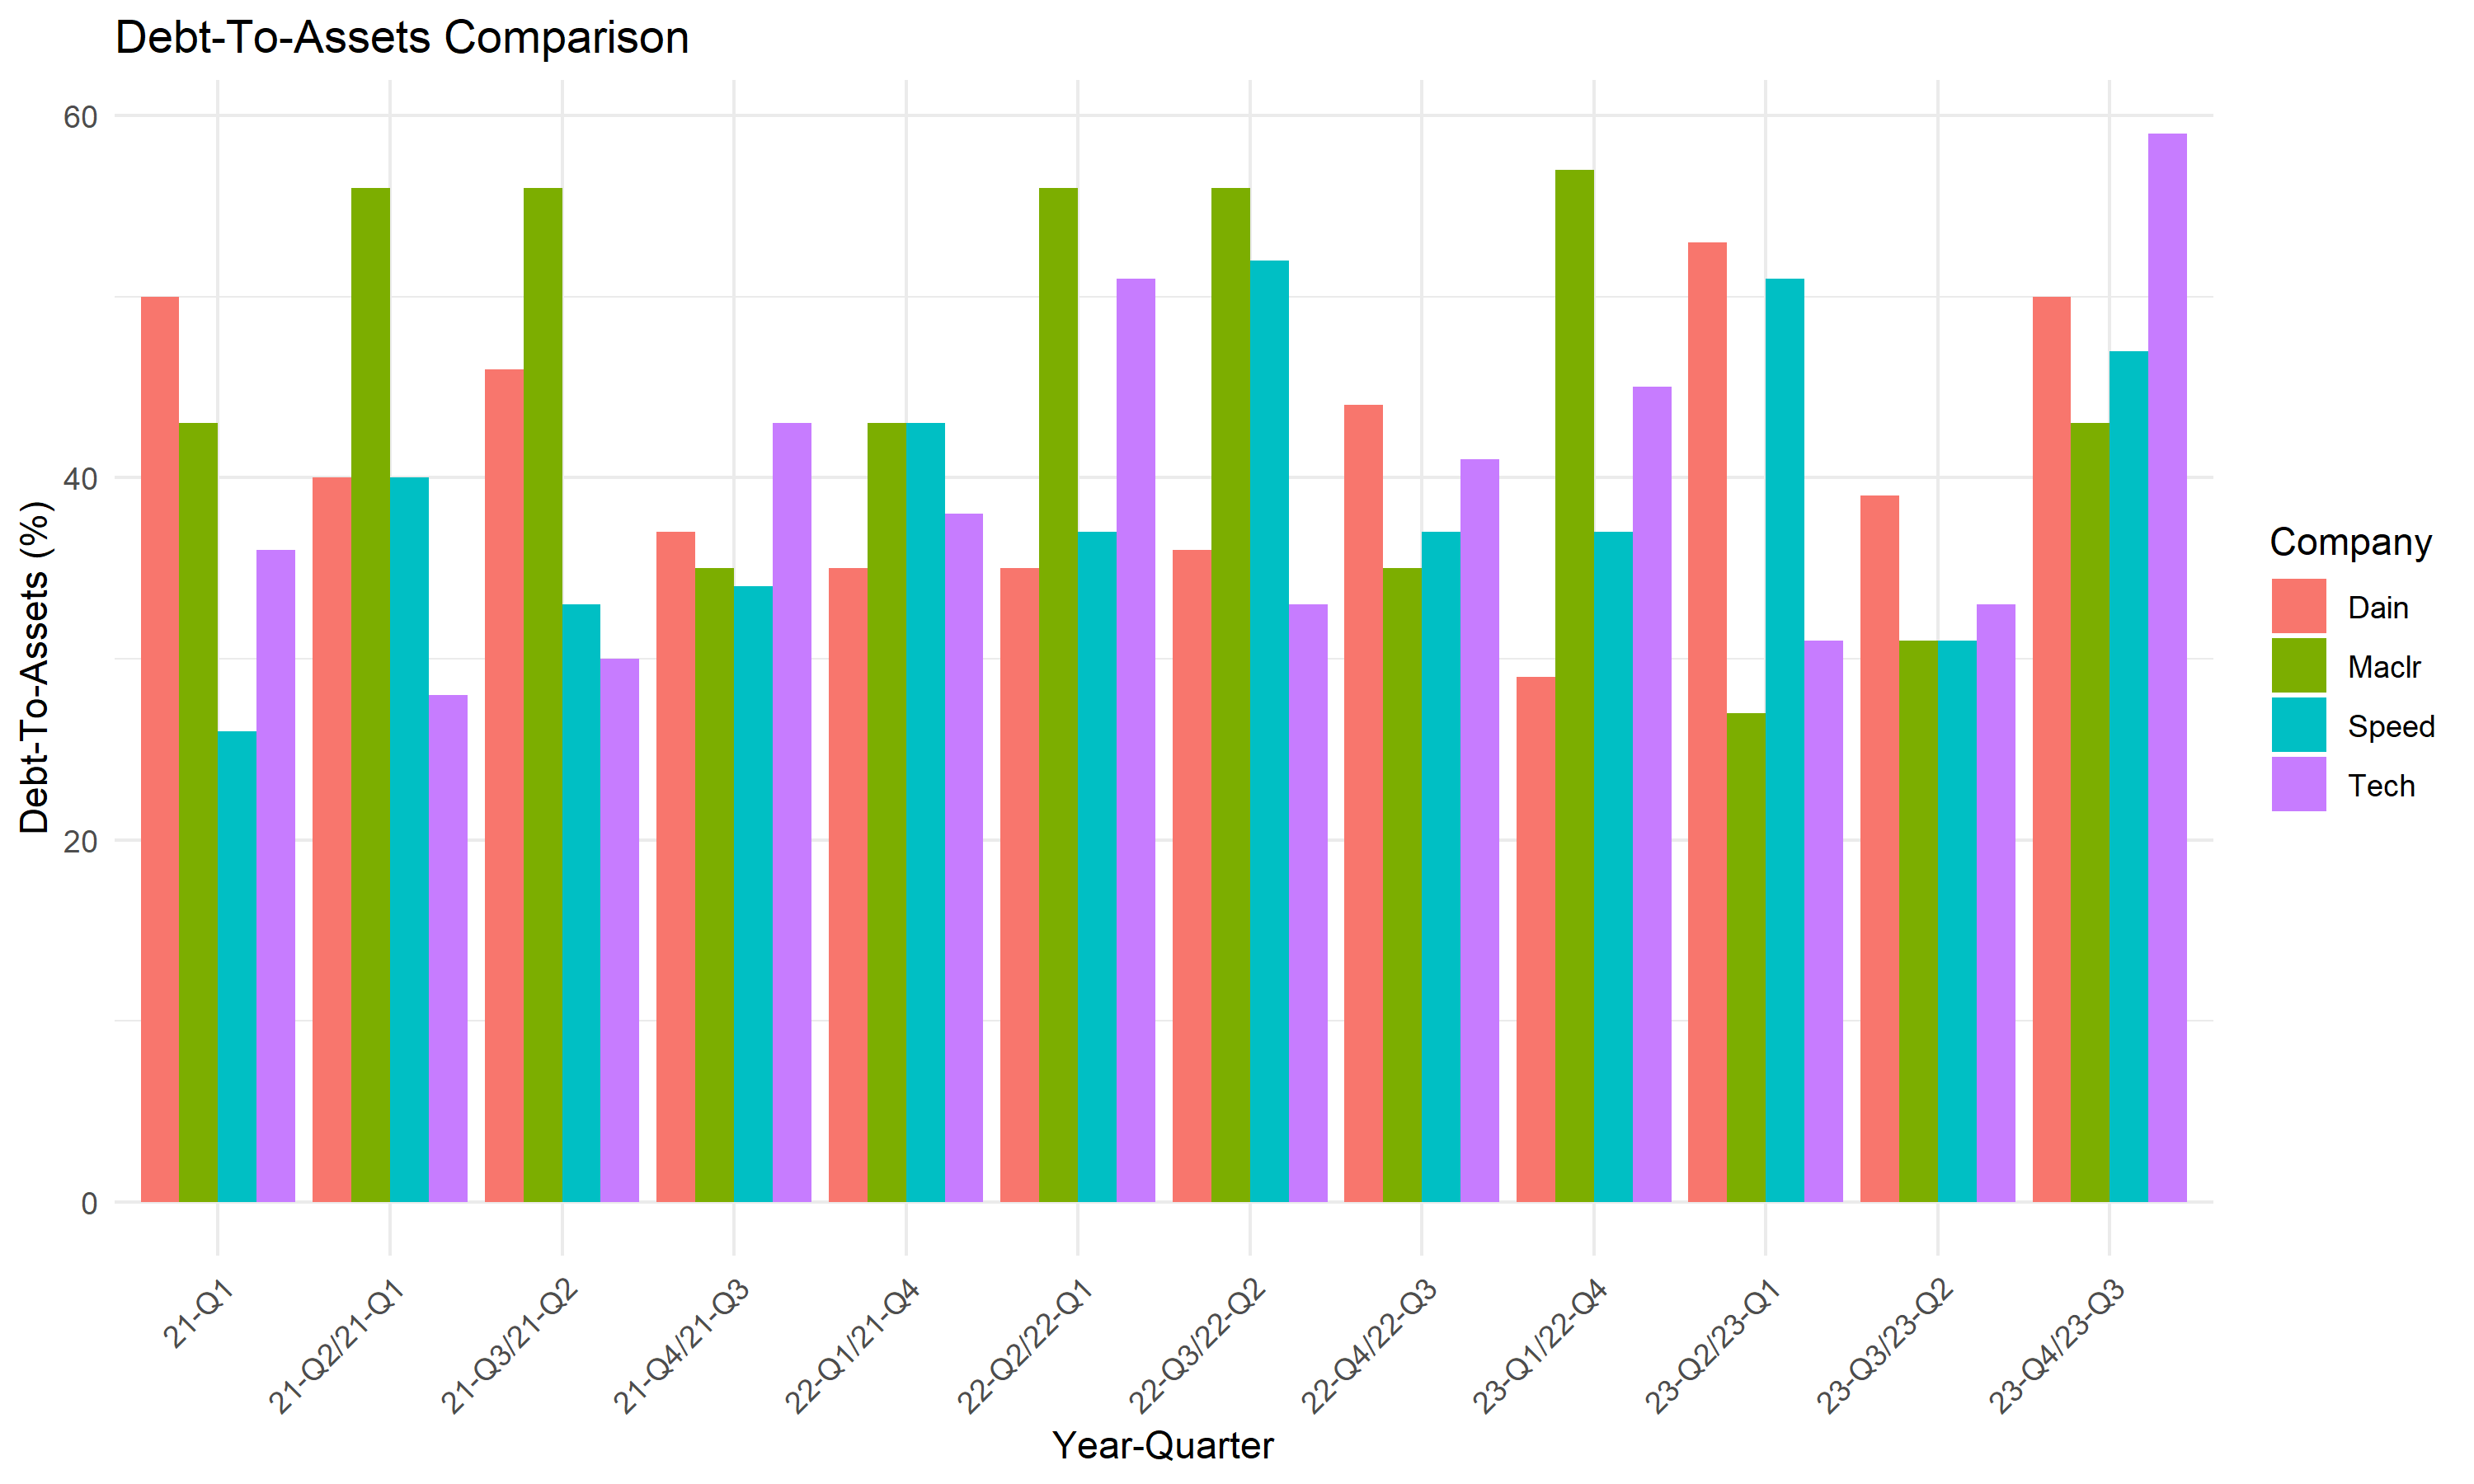 Debt-To-Assets Comparison
60
40
20
0
Debt-To-Assets (%)
21-Q1
21-Q2/21-Q1
21-Q3/21-Q2
21-Q4/21-Q3
22-Q1/21-Q4
22-Q2/22-Q1
22-Q3/22-Q2
22-Q4/22-Q3
23-Q1/22-Q4
23-Q2/23-Q1
23-Q3/23-Q2
23-Q4/23-Q3
Year-Quarter
Company
Dain
Maclr
Speed
Tech